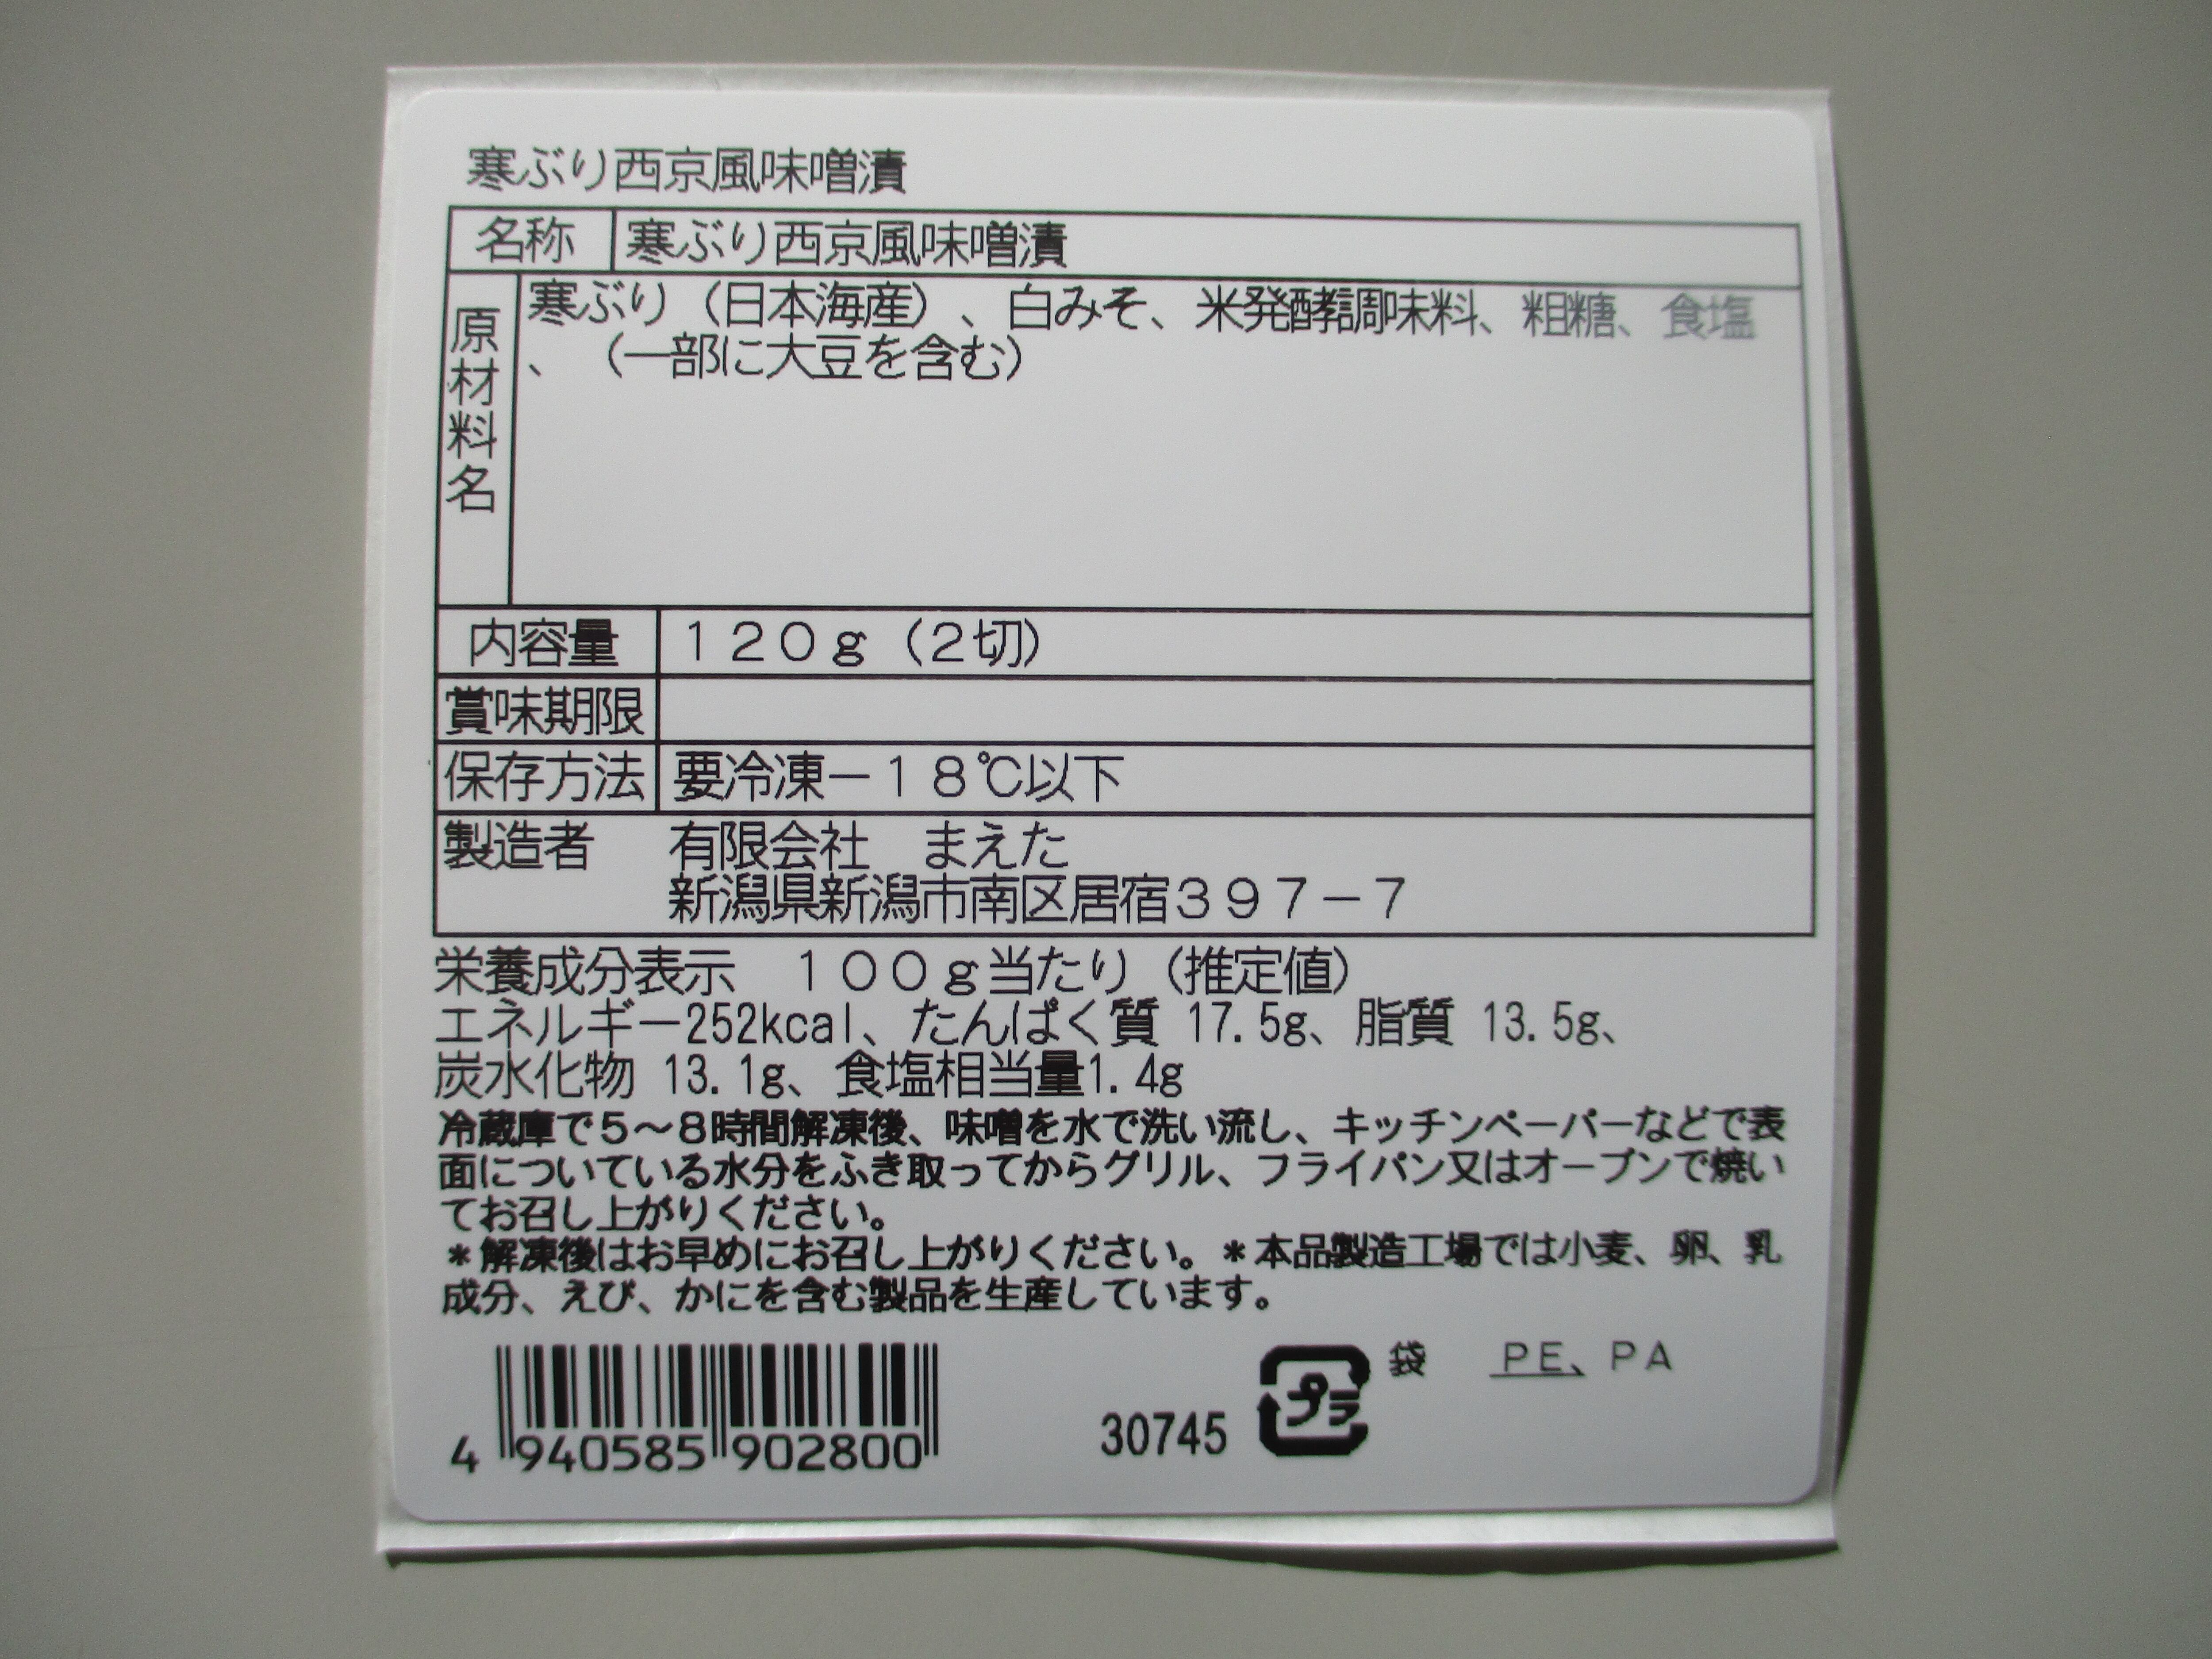 寒ぶり西京風味噌漬
名称 寒ぶり西京風味噌漬
原材料名 寒ぶり（日本海産）、白みそ、米発酵調味料、粗糖、食塩
、（一部に大豆を含む）
内容量 １２０ｇ（２切）
賞味期限
保存方法 要冷凍－１８℃以下
製造者 有限会社　まえた
新潟県新潟市南区居宿３９７－７
栄養成分表示　１００ｇ当たり（推定値）
エネルギー252kcal、たんぱく質 17.5g、脂質 13.5g、
炭水化物 13.1g、食塩相当量1.4g
冷蔵庫で５～８時間解凍後、味噌を水で洗い流し、キッチンペーパーなどで表
面についている水分をふき取ってからグリル、フライパン又はオーブンで焼い
てお召し上がりください。
＊解凍後はお早めにお召し上がりください。＊本品製造工場では小麦、卵、乳
成分、えび、かにを含む製品を生産しています。
袋　ＰＥ、ＰＡ
プラ
30745
4 940585 902800